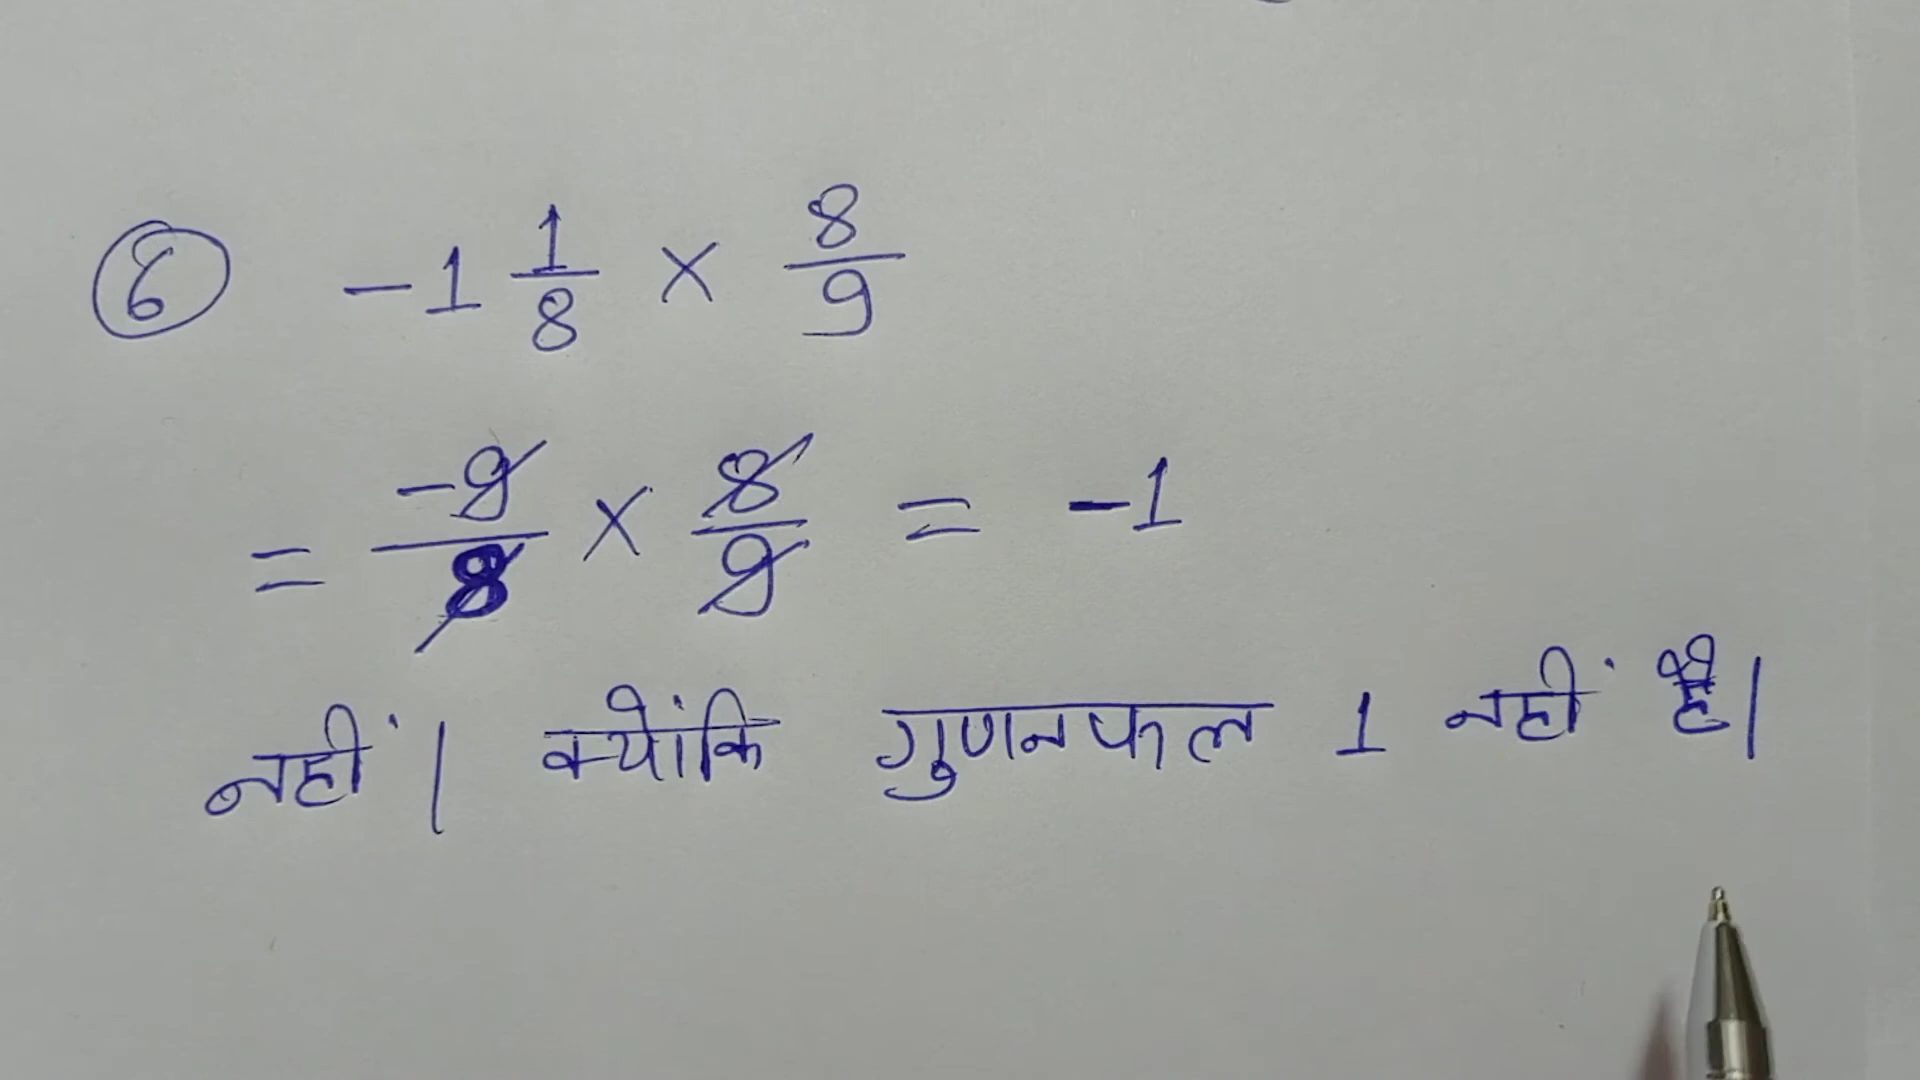 ⑥ -1 1/8 × 8/9
= -9/8 × 8/9 = -1
नहीं। क्योंकि गुणनफल 1 नहीं है।